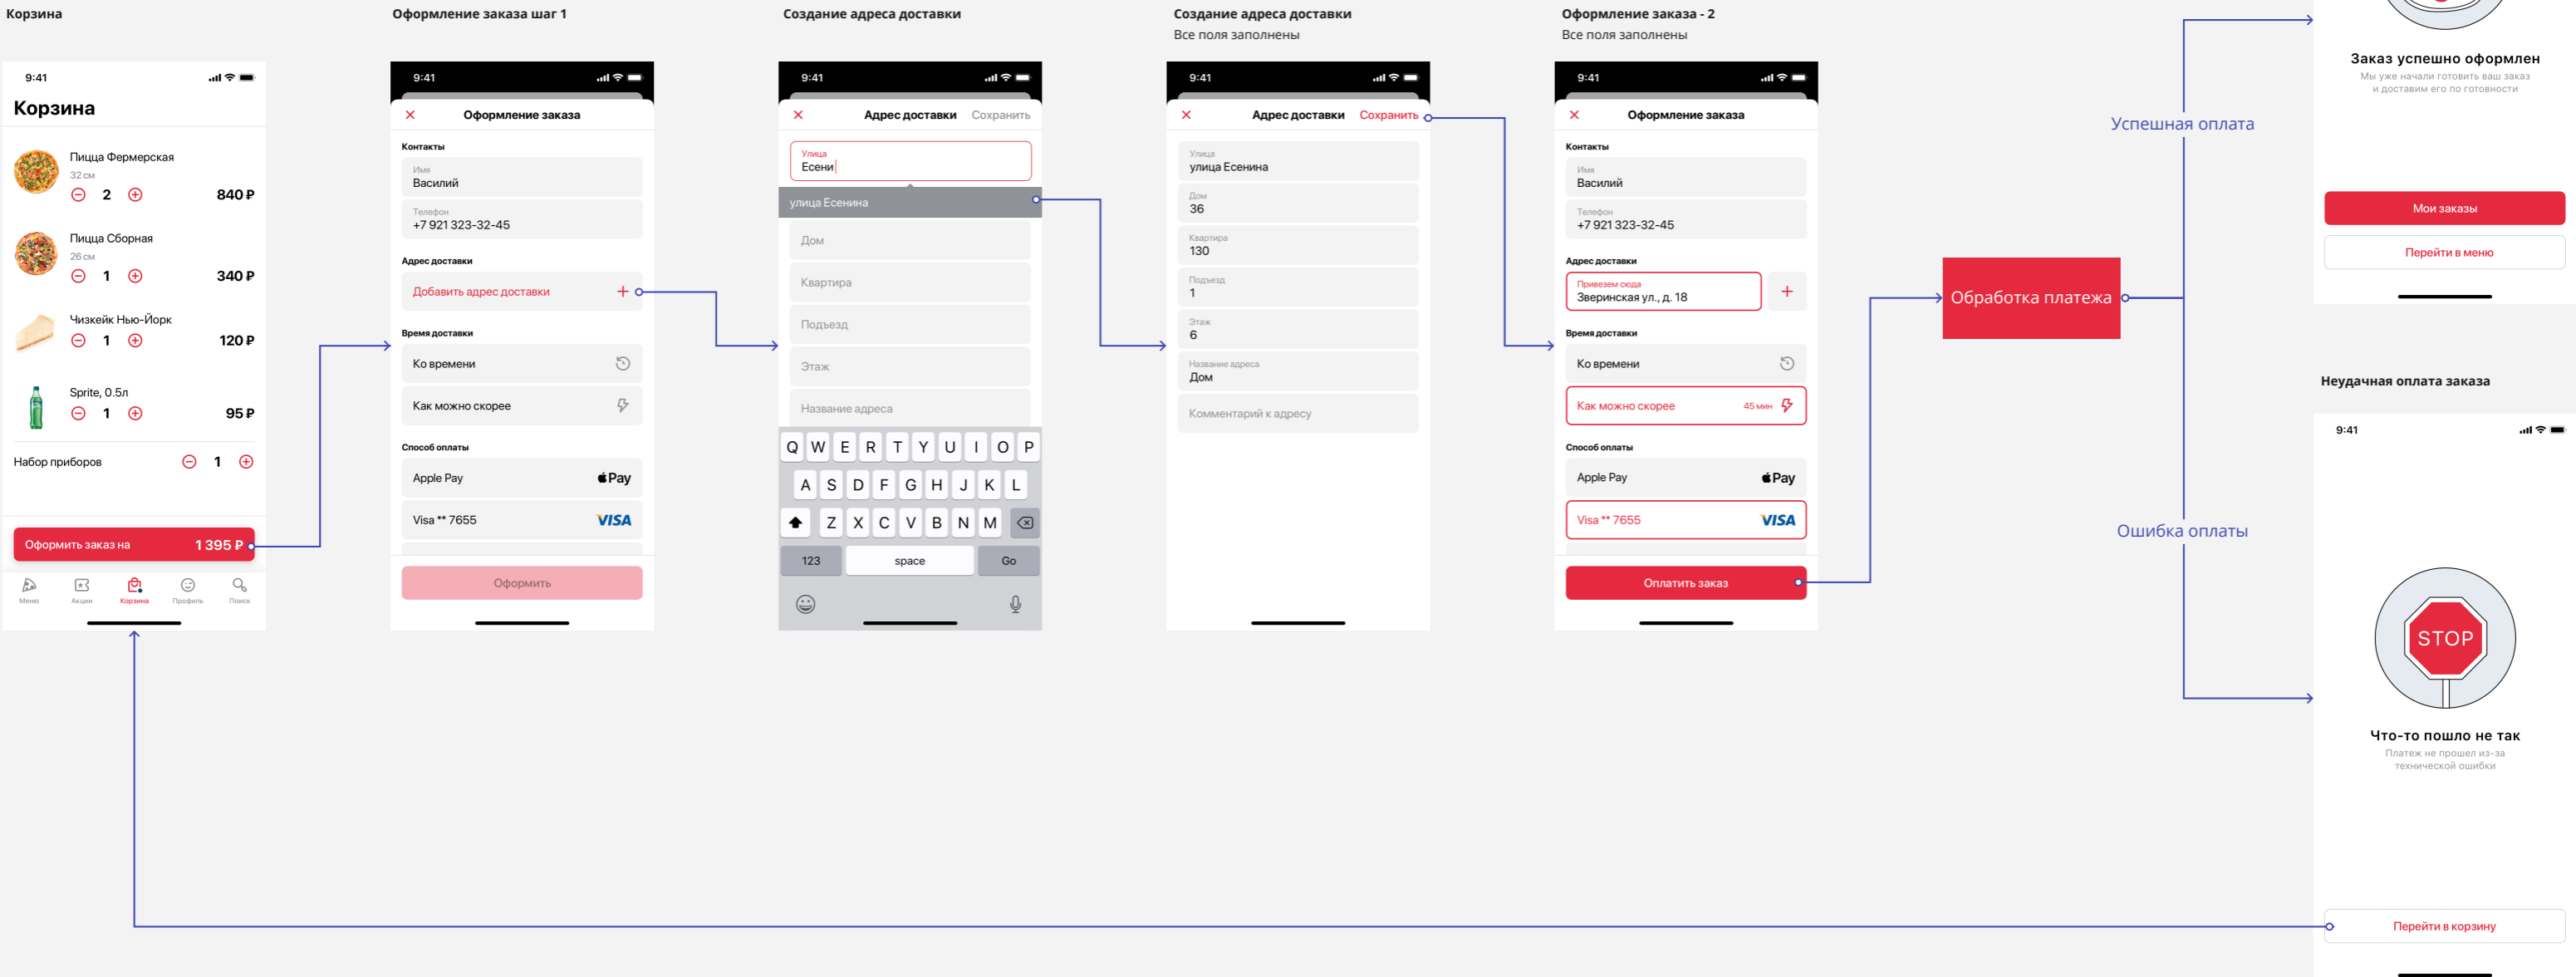 Корзина
9:41
Корзина
Пицца Фермерская
32 см
2
840 ₽
Пицца Сборная
26 см
1
340 ₽
Чизкейк Нью-Йорк
1
120 ₽
Sprite, 0.5л
1
95 ₽
Набор приборов
1
Оформить заказ на
1 395 ₽
Меню
Акции
Корзина
Профиль
Поиск
Оформление заказа шаг 1
9:41
Оформление заказа
Контакты
Имя
Василий
Телефон
+7 921 323-32-45
Адрес доставки
Добавить адрес доставки
Время доставки
Ко времени
Как можно скорее
Способ оплаты
Apple Pay
Pay
Visa ** 7655
VISA
Оформить
Создание адреса доставки
9:41
Адрес доставки
Сохранить
Улица
Есени
улица Есенина
Дом
Квартира
Подъезд
Этаж
Название адреса
Q W E R T Y U I O P
A S D F G H J K L
Z X C V B N M
123
space
Go
Создание адреса доставки
Все поля заполнены
9:41
Адрес доставки
Сохранить
Улица
улица Есенина
Дом
36
Квартира
130
Подъезд
1
Этаж
6
Название адреса
Дом
Комментарий к адресу
Оформление заказа - 2
Все поля заполнены
9:41
Оформление заказа
Контакты
Имя
Василий
Телефон
+7 921 323-32-45
Адрес доставки
Привезем сюда
Зверинская ул., д. 18
Время доставки
Ко времени
Как можно скорее
45 мин
Способ оплаты
Apple Pay
Pay
Visa ** 7655
VISA
Оплатить заказ
Обработка платежа
Успешная оплата
Ошибка оплаты
Заказ успешно оформлен
Мы уже начали готовить ваш заказ
и доставим его по готовности
Мои заказы
Перейти в меню
Неудачная оплата заказа
9:41
STOP
Что-то пошло не так
Платеж не прошел из-за
технической ошибки
Перейти в корзину